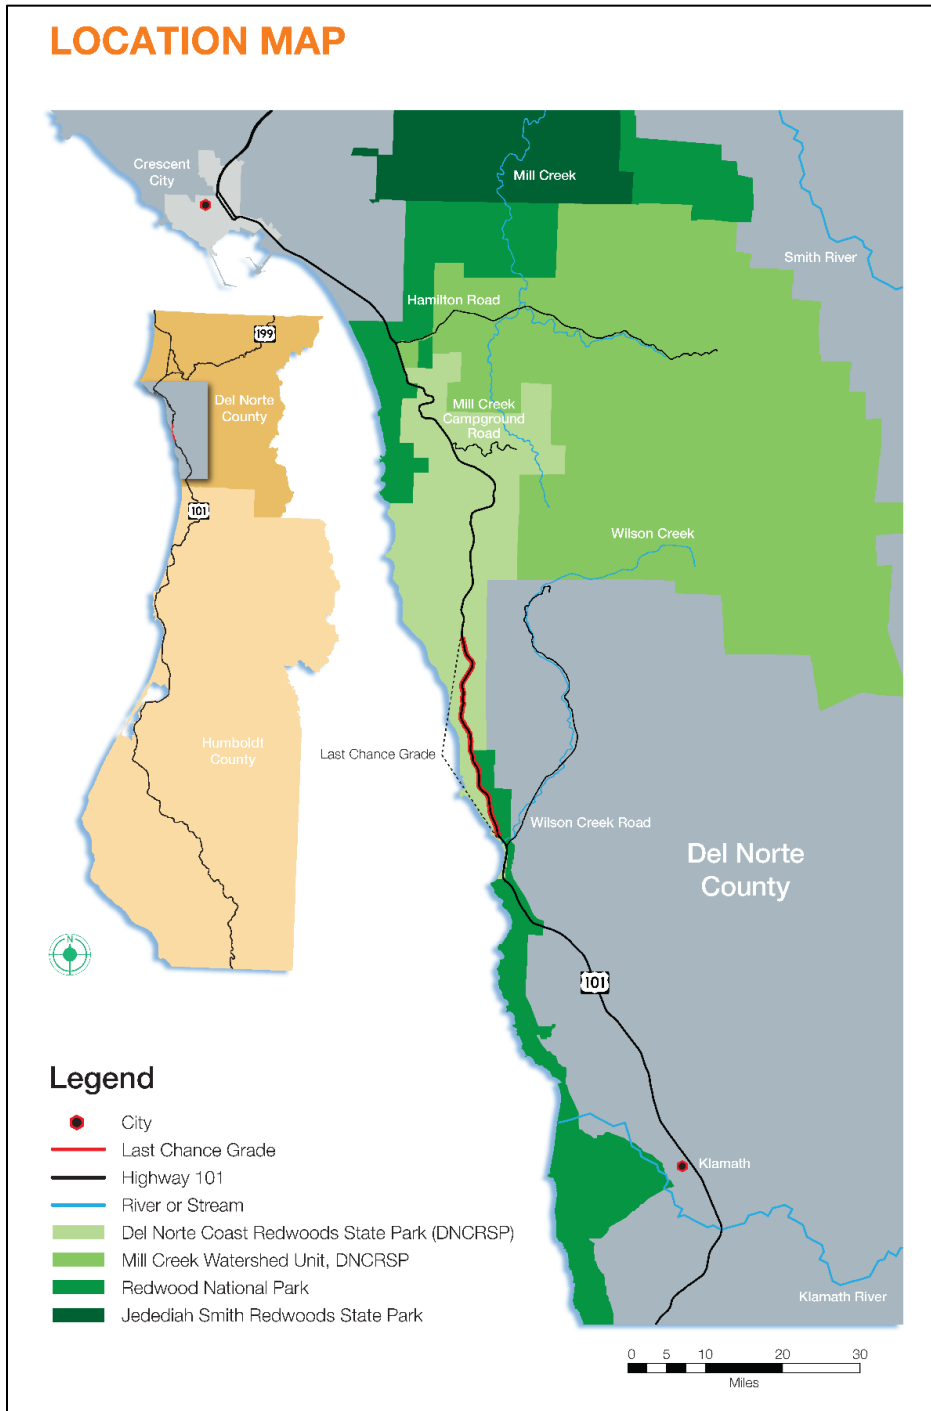 LOCATION MAP
Crescent
City
Mill Creek
Smith River
Hamilton Road
199
Del Norte
County
Mill Creek
Campground
Road
101
Wilson Creek
Humboldt
County
Last Chance Grade
Wilson Creek Road
Del Norte
County
N
101
Klamath
Klamath River
Legend
City
Last Chance Grade
Highway 101
River or Stream
Del Norte Coast Redwoods State Park (DNCRSP)
Mill Creek Watershed Unit, DNCRSP
Redwood National Park
Jedediah Smith Redwoods State Park
0 5 10 20 30
Miles